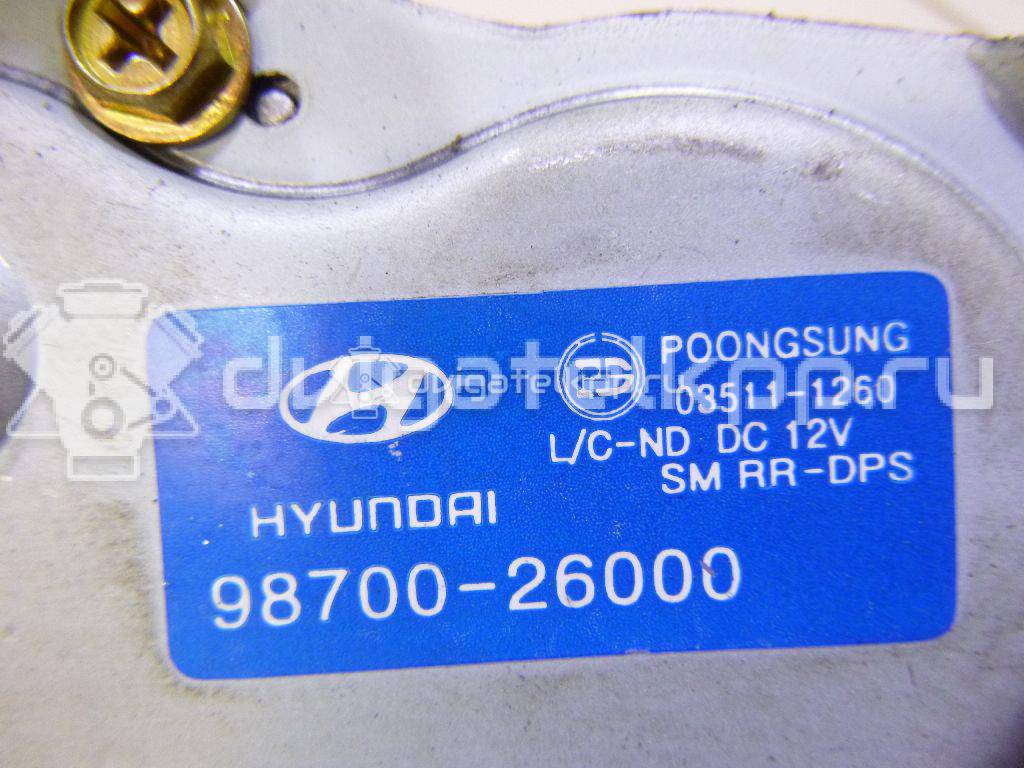 POONGSUNG
03511-1260
L/C-ND DC 12V
SM RR-DPS
HYUNDAI
98700-26000